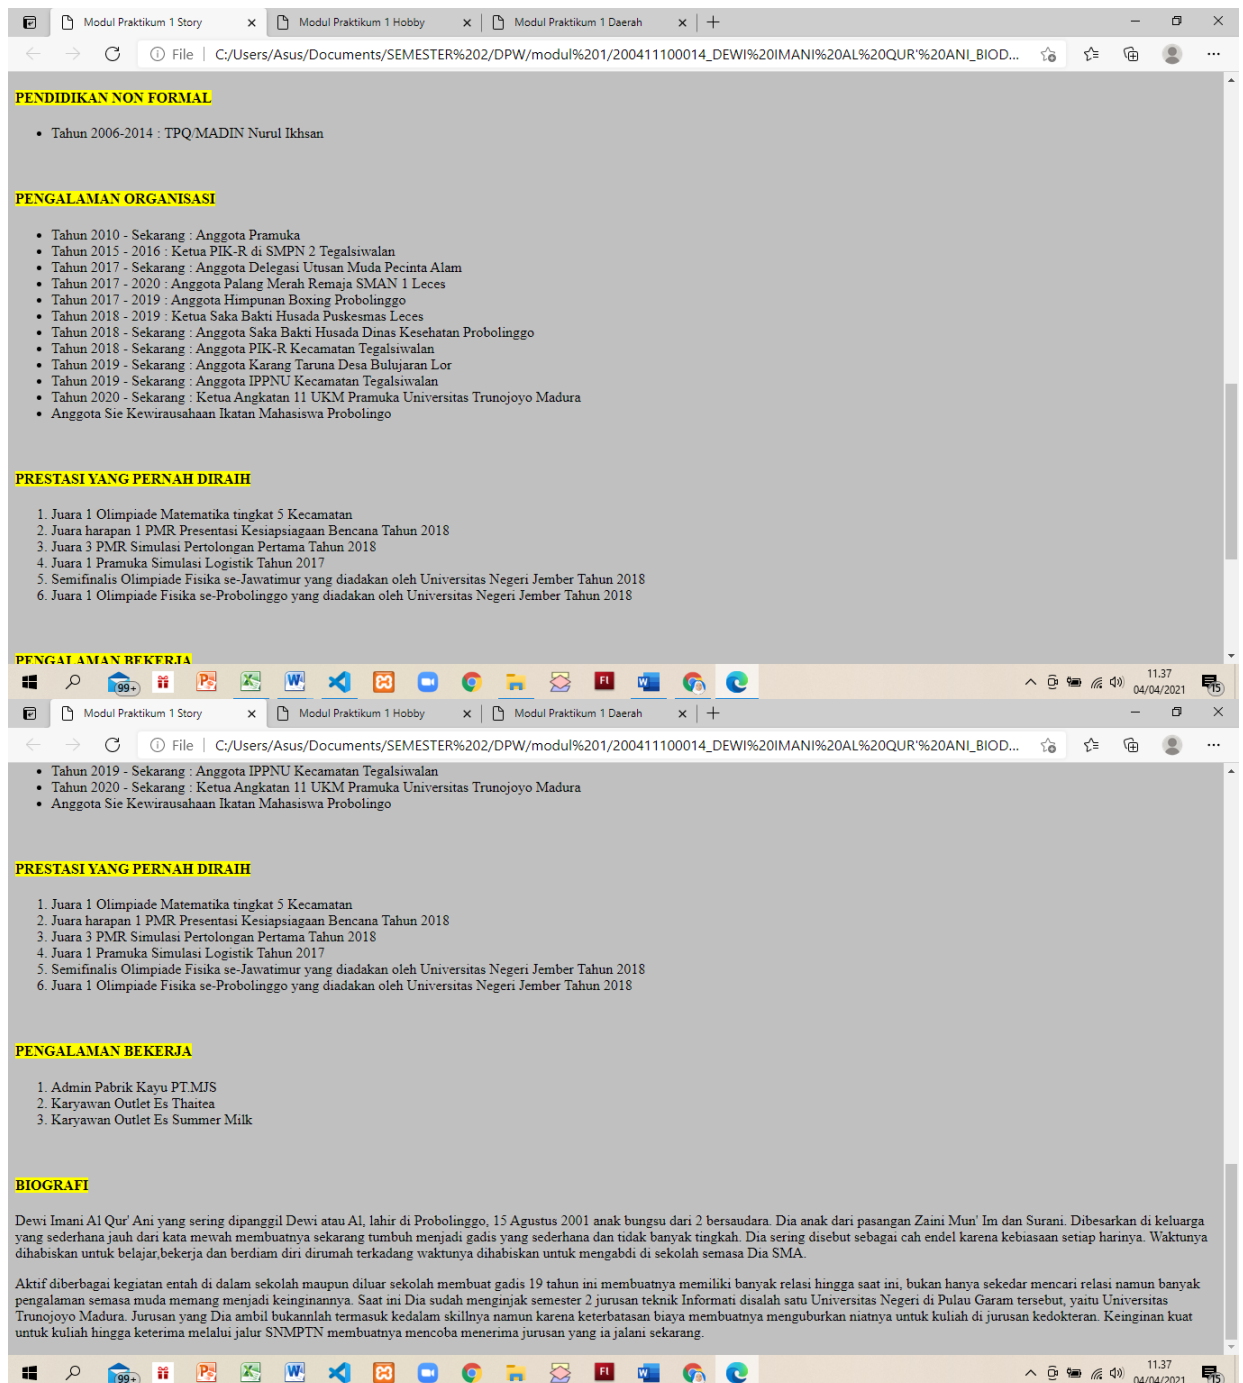 Modul Praktikum 1 Story
Modul Praktikum 1 Hobby
Modul Praktikum 1 Daerah
File | C:/Users/Asus/Documents/SEMESTER%202/DPW/modul%201/200411100014_DEWI%20IMANI%20AL%20QUR'%20ANI_BIOD...
PENDIDIKAN NON FORMAL
• Tahun 2006-2014 : TPQ/MADIN Nurul Ikhsan
PENGALAMAN ORGANISASI
• Tahun 2010 - Sekarang : Anggota Pramuka
• Tahun 2015 - 2016 : Ketua PIK-R di SMPN 2 Tegalsiwalan
• Tahun 2017 - Sekarang : Anggota Delegasi Utusan Muda Pecinta Alam
• Tahun 2017 - 2020 : Anggota Palang Merah Remaja SMAN 1 Leces
• Tahun 2017 - 2019 : Anggota Himpunan Boxing Probolinggo
• Tahun 2018 - 2019 : Ketua Saka Bakti Husada Puskesmas Leces
• Tahun 2018 - Sekarang : Anggota Saka Bakti Husada Dinas Kesehatan Probolinggo
• Tahun 2018 - Sekarang : Anggota PIK-R Kecamatan Tegalsiwalan
• Tahun 2019 - Sekarang : Anggota Karang Taruna Desa Bulujaran Lor
• Tahun 2019 - Sekarang : Anggota IPPNU Kecamatan Tegalsiwalan
• Tahun 2020 - Sekarang : Ketua Angkatan 11 UKM Pramuka Universitas Trunojoyo Madura
• Anggota Sie Kewirausahaan Ikatan Mahasiswa Probolingo
PRESTASI YANG PERNAH DIRAIH
1. Juara 1 Olimpiade Matematika tingkat 5 Kecamatan
2. Juara harapan 1 PMR Presentasi Kesiapsiagaan Bencana Tahun 2018
3. Juara 3 PMR Simulasi Pertolongan Pertama Tahun 2018
4. Juara 1 Pramuka Simulasi Logistik Tahun 2017
5. Semifinalis Olimpiade Fisika se-Jawatimur yang diadakan oleh Universitas Negeri Jember Tahun 2018
6. Juara 1 Olimpiade Fisika se-Probolinggo yang diadakan oleh Universitas Negeri Jember Tahun 2018
PENGALAMAN BEKERJA
99+
11.37
04/04/2021
15
Modul Praktikum 1 Story
Modul Praktikum 1 Hobby
Modul Praktikum 1 Daerah
File | C:/Users/Asus/Documents/SEMESTER%202/DPW/modul%201/200411100014_DEWI%20IMANI%20AL%20QUR'%20ANI_BIOD...
• Tahun 2019 - Sekarang : Anggota IPPNU Kecamatan Tegalsiwalan
• Tahun 2020 - Sekarang : Ketua Angkatan 11 UKM Pramuka Universitas Trunojoyo Madura
• Anggota Sie Kewirausahaan Ikatan Mahasiswa Probolingo
PRESTASI YANG PERNAH DIRAIH
1. Juara 1 Olimpiade Matematika tingkat 5 Kecamatan
2. Juara harapan 1 PMR Presentasi Kesiapsiagaan Bencana Tahun 2018
3. Juara 3 PMR Simulasi Pertolongan Pertama Tahun 2018
4. Juara 1 Pramuka Simulasi Logistik Tahun 2017
5. Semifinalis Olimpiade Fisika se-Jawatimur yang diadakan oleh Universitas Negeri Jember Tahun 2018
6. Juara 1 Olimpiade Fisika se-Probolinggo yang diadakan oleh Universitas Negeri Jember Tahun 2018
PENGALAMAN BEKERJA
1. Admin Pabrik Kayu PT.MJS
2. Karyawan Outlet Es Thaitea
3. Karyawan Outlet Es Summer Milk
BIOGRAFI
Dewi Imani Al Qur' Ani yang sering dipanggil Dewi atau Al, lahir di Probolinggo, 15 Agustus 2001 anak bungsu dari 2 bersaudara. Dia anak dari pasangan Zaini Mun' Im dan Surani. Dibesarkan di keluarga
yang sederhana jauh dari kata mewah membuatnya sekarang tumbuh menjadi gadis yang sederhana dan tidak banyak tingkah. Dia sering disebut sebagai cah endel karena kebiasaan setiap harinya. Waktunya
dihabiskan untuk belajar,bekerja dan berdiam diri dirumah terkadang waktunya dihabiskan untuk mengabdi di sekolah semasa Dia SMA.
Aktif diberbagai kegiatan entah di dalam sekolah maupun diluar sekolah membuat gadis 19 tahun ini membuatnya memiliki banyak relasi hingga saat ini, bukan hanya sekedar mencari relasi namun banyak
pengalaman semasa muda memang menjadi keinginannya. Saat ini Dia sudah menginjak semester 2 jurusan teknik Informati disalah satu Universitas Negeri di Pulau Garam tersebut, yaitu Universitas
Trunojoyo Madura. Jurusan yang Dia ambil bukannlah termasuk kedalam skillnya namun karena keterbatasan biaya membuatnya menguburkan niatnya untuk kuliah di jurusan kedokteran. Keinginan kuat
untuk kuliah hingga keterima melalui jalur SNMPTN membuatnya mencoba menerima jurusan yang ia jalani sekarang.
99+
11.37
04/04/2021
15